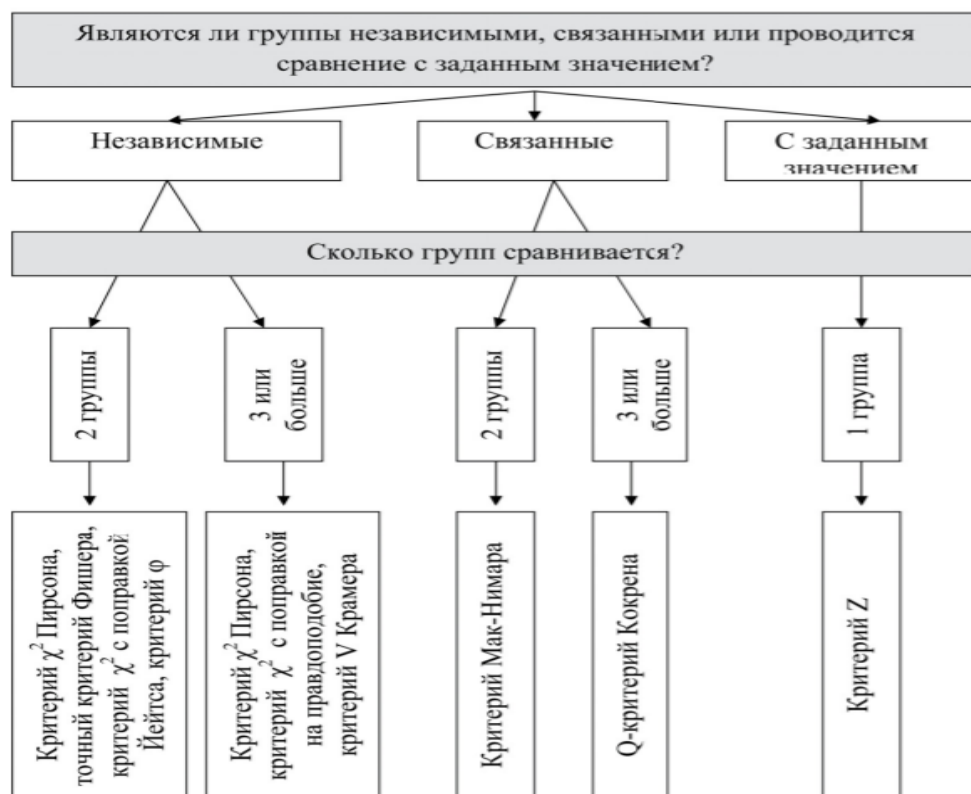 Являются ли группы независимыми, связанными или проводится
сравнение с заданным значением?
Независимые
Связанные
С заданным
значением
Сколько групп сравнивается?
2 группы
3 или
больше
2 группы
3 или
больше
1 группа
Критерий χ² Пирсона,
точный критерий Фишера,
критерий χ² с поправкой
Йейтса, критерий φ
Критерий χ² Пирсона,
критерий χ² с поправкой
на правдоподобие,
критерий V Крамера
Критерий Мак-Нимара
Q-критерий Кокрена
Критерий Z